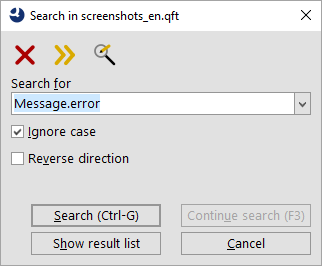 Search in screenshots_en.qft
Search for
Message.error
Ignore case
Reverse direction
Search (Ctrl-G)
Continue search (F3)
Show result list
Cancel